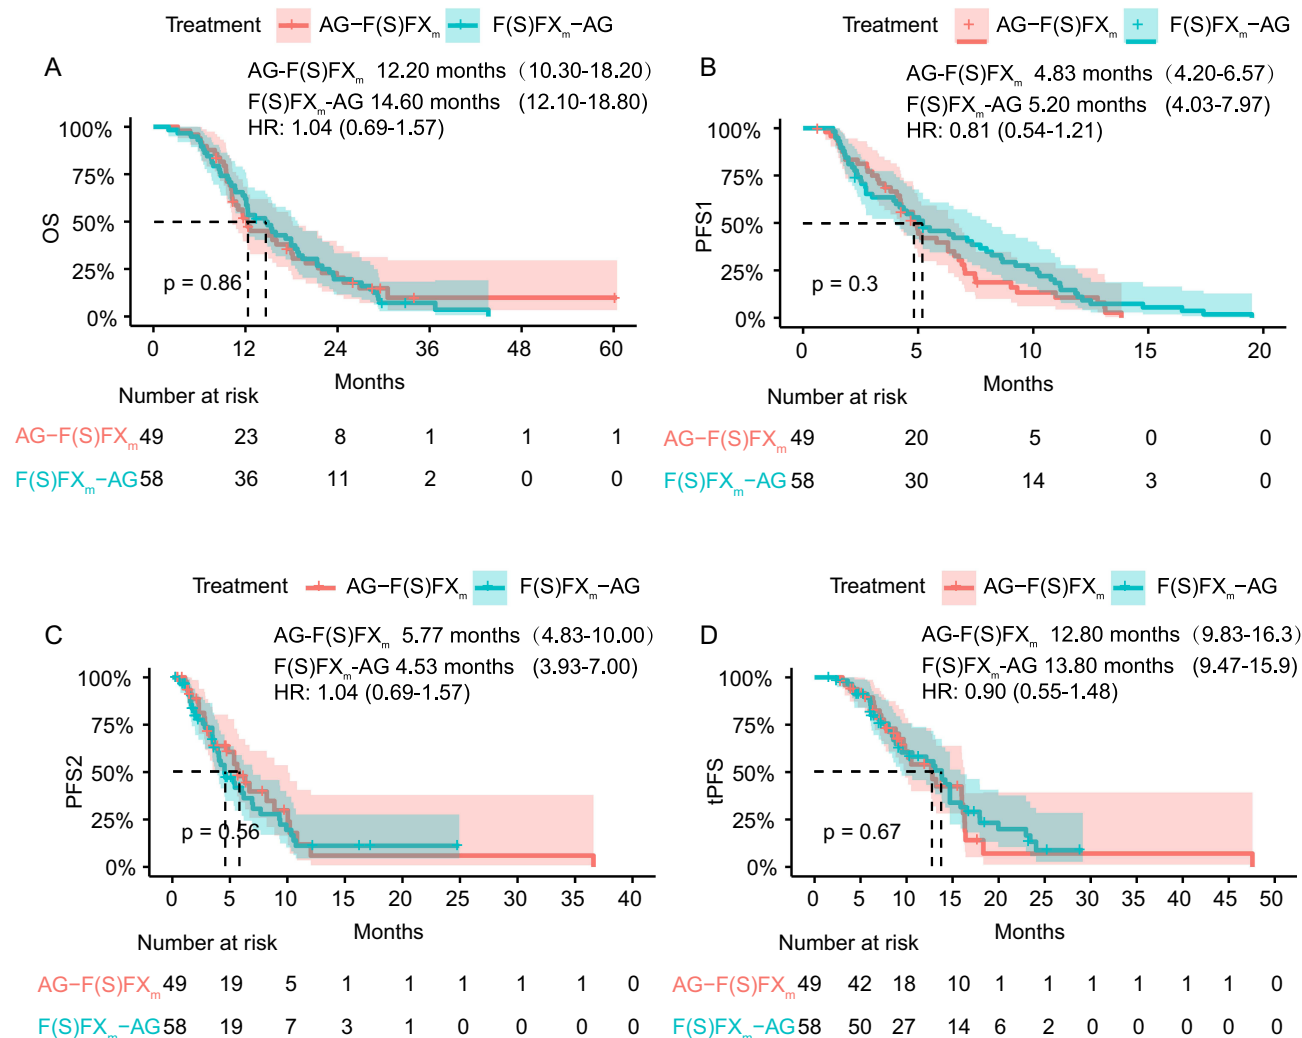 Treatment AG−F(S)FXₘ F(S)FXₘ−AG
A
AG-F(S)FXₘ 12.20 months (10.30-18.20)
F(S)FXₘ-AG 14.60 months (12.10-18.80)
HR: 1.04 (0.69-1.57)
100%
75%
50%
25%
0%
OS
p = 0.86
0 12 24 36 48 60
Months
Number at risk
AG−F(S)FXₘ 49 23 8 1 1 1
F(S)FXₘ−AG 58 36 11 2 0 0
Treatment AG−F(S)FXₘ F(S)FXₘ−AG
B
AG-F(S)FXₘ 4.83 months (4.20-6.57)
F(S)FXₘ-AG 5.20 months (4.03-7.97)
HR: 0.81 (0.54-1.21)
100%
75%
50%
25%
0%
PFS1
p = 0.3
0 5 10 15 20
Months
Number at risk
AG−F(S)FXₘ 49 20 5 0 0
F(S)FXₘ−AG 58 30 14 3 0
Treatment AG−F(S)FXₘ F(S)FXₘ−AG
C
AG-F(S)FXₘ 5.77 months (4.83-10.00)
F(S)FXₘ-AG 4.53 months (3.93-7.00)
HR: 1.04 (0.69-1.57)
100%
75%
50%
25%
0%
PFS2
p = 0.56
0 5 10 15 20 25 30 35 40
Months
Number at risk
AG−F(S)FXₘ 49 19 5 1 1 1 1 1 0
F(S)FXₘ−AG 58 19 7 3 1 0 0 0 0
Treatment AG−F(S)FXₘ F(S)FXₘ−AG
D
AG-F(S)FXₘ 12.80 months (9.83-16.3)
F(S)FXₘ-AG 13.80 months (9.47-15.9)
HR: 0.90 (0.55-1.48)
100%
75%
50%
25%
0%
tPFS
p = 0.67
0 5 10 15 20 25 30 35 40 45 50
Months
Number at risk
AG−F(S)FXₘ 49 42 18 10 1 1 1 1 1 1 0
F(S)FXₘ−AG 58 50 27 14 6 2 0 0 0 0 0